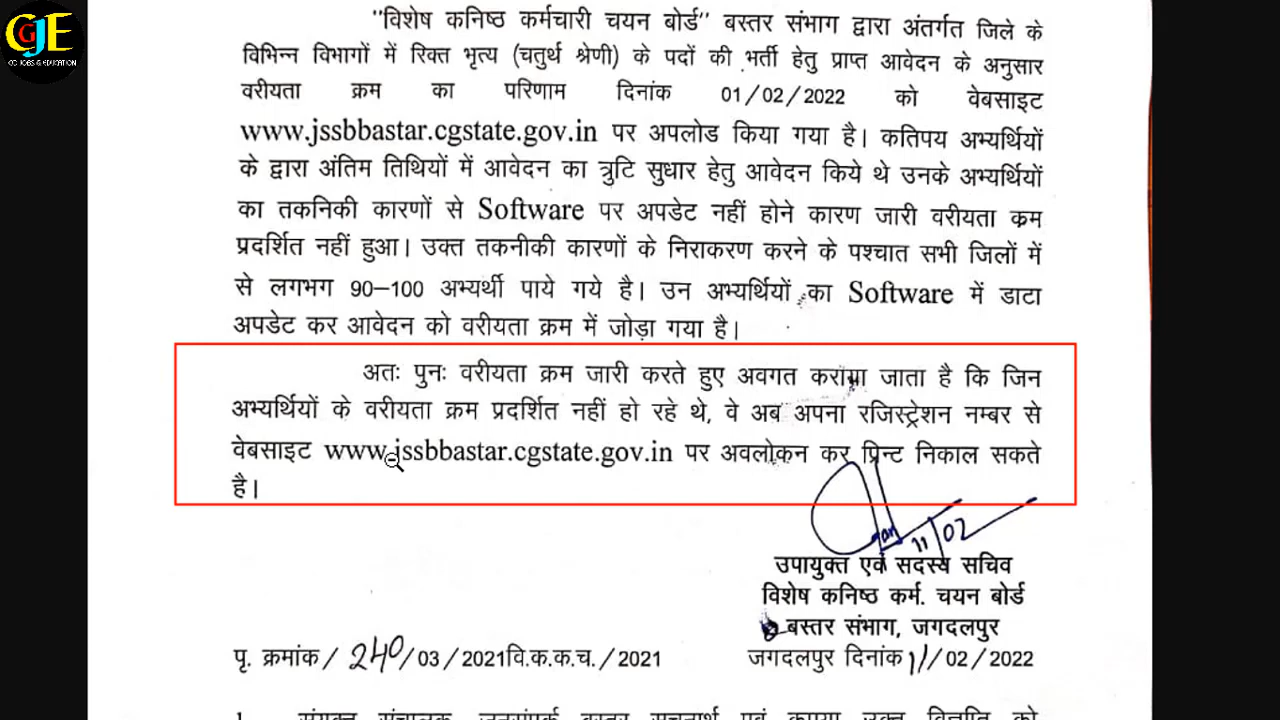 CGJE
CG JOBS & EDUCATION
"विशेष कनिष्ठ कर्मचारी चयन बोर्ड" बस्तर संभाग द्वारा अंतर्गत जिले के
विभिन्न विभागों में रिक्त भृत्य (चतुर्थ श्रेणी) के पदों की भर्ती हेतु प्राप्त आवेदन के अनुसार
वरीयता क्रम का परिणाम दिनांक 01/02/2022 को वेबसाइट
www.jssbbastar.cgstate.gov.in पर अपलोड किया गया है। कतिपय अभ्यर्थियों
के द्वारा अंतिम तिथियों में आवेदन का त्रुटि सुधार हेतु आवेदन किये थे उनके अभ्यर्थियों
का तकनिकी कारणों से Software पर अपडेट नहीं होने कारण जारी वरीयता क्रम
प्रदर्शित नहीं हुआ। उक्त तकनीकी कारणों के निराकरण करने के पश्चात सभी जिलों में
से लगभग 90–100 अभ्यर्थी पाये गये है। उन अभ्यर्थियों का Software में डाटा
अपडेट कर आवेदन को वरीयता क्रम में जोड़ा गया है।
अतः पुनः वरीयता क्रम जारी करते हुए अवगत कराया जाता है कि जिन
अभ्यर्थियों के वरीयता क्रम प्रदर्शित नहीं हो रहे थे, वे अब अपना रजिस्ट्रेशन नम्बर से
वेबसाइट www.jssbbastar.cgstate.gov.in पर अवलोकन कर प्रिन्ट निकाल सकते
है।
11/02
उपायुक्त एवं सदस्य सचिव
विशेष कनिष्ठ कर्म. चयन बोर्ड
बस्तर संभाग, जगदलपुर
पृ. क्रमांक / 240/03/2021वि.क.क.च./2021 जगदलपुर दिनांक 11/02/2022